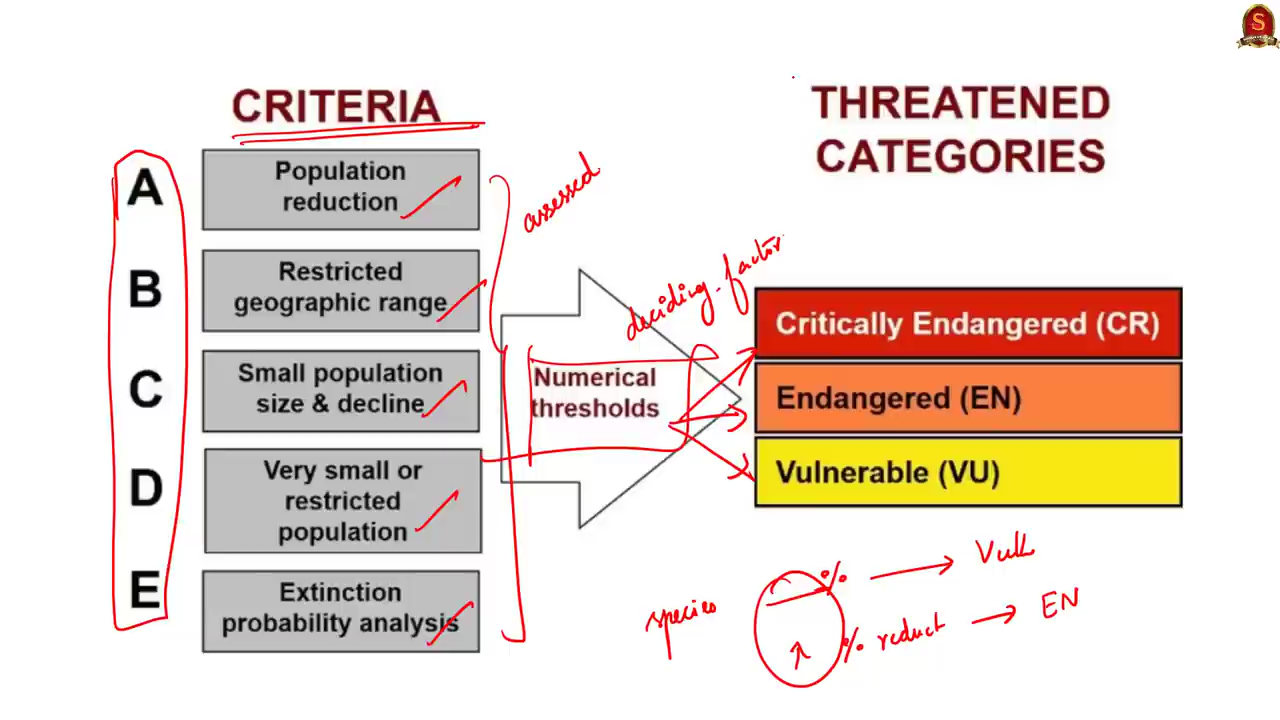 CRITERIA
A
Population
reduction
B
Restricted
geographic range
C
Small population
size & decline
D
Very small or
restricted
population
E
Extinction
probability analysis
assessed
Numerical
thresholds
deciding factor
THREATENED
CATEGORIES
Critically Endangered (CR)
Endangered (EN)
Vulnerable (VU)
species
% → Vull
↑ % reduct → EN
S